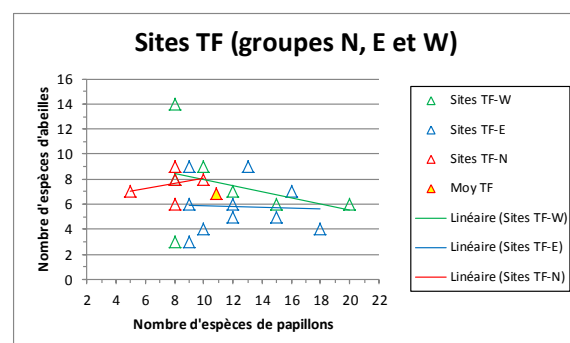 Sites TF (groupes N, E et W)
Nombre d'espèces d'abeilles
16
14
12
10
8
6
4
2
0
2 4 6 8 10 12 14 16 18 20 22
Nombre d'espèces de papillons
Sites TF-W
Sites TF-E
Sites TF-N
Moy TF
Linéaire (Sites TF-W)
Linéaire (Sites TF-E)
Linéaire (Sites TF-N)